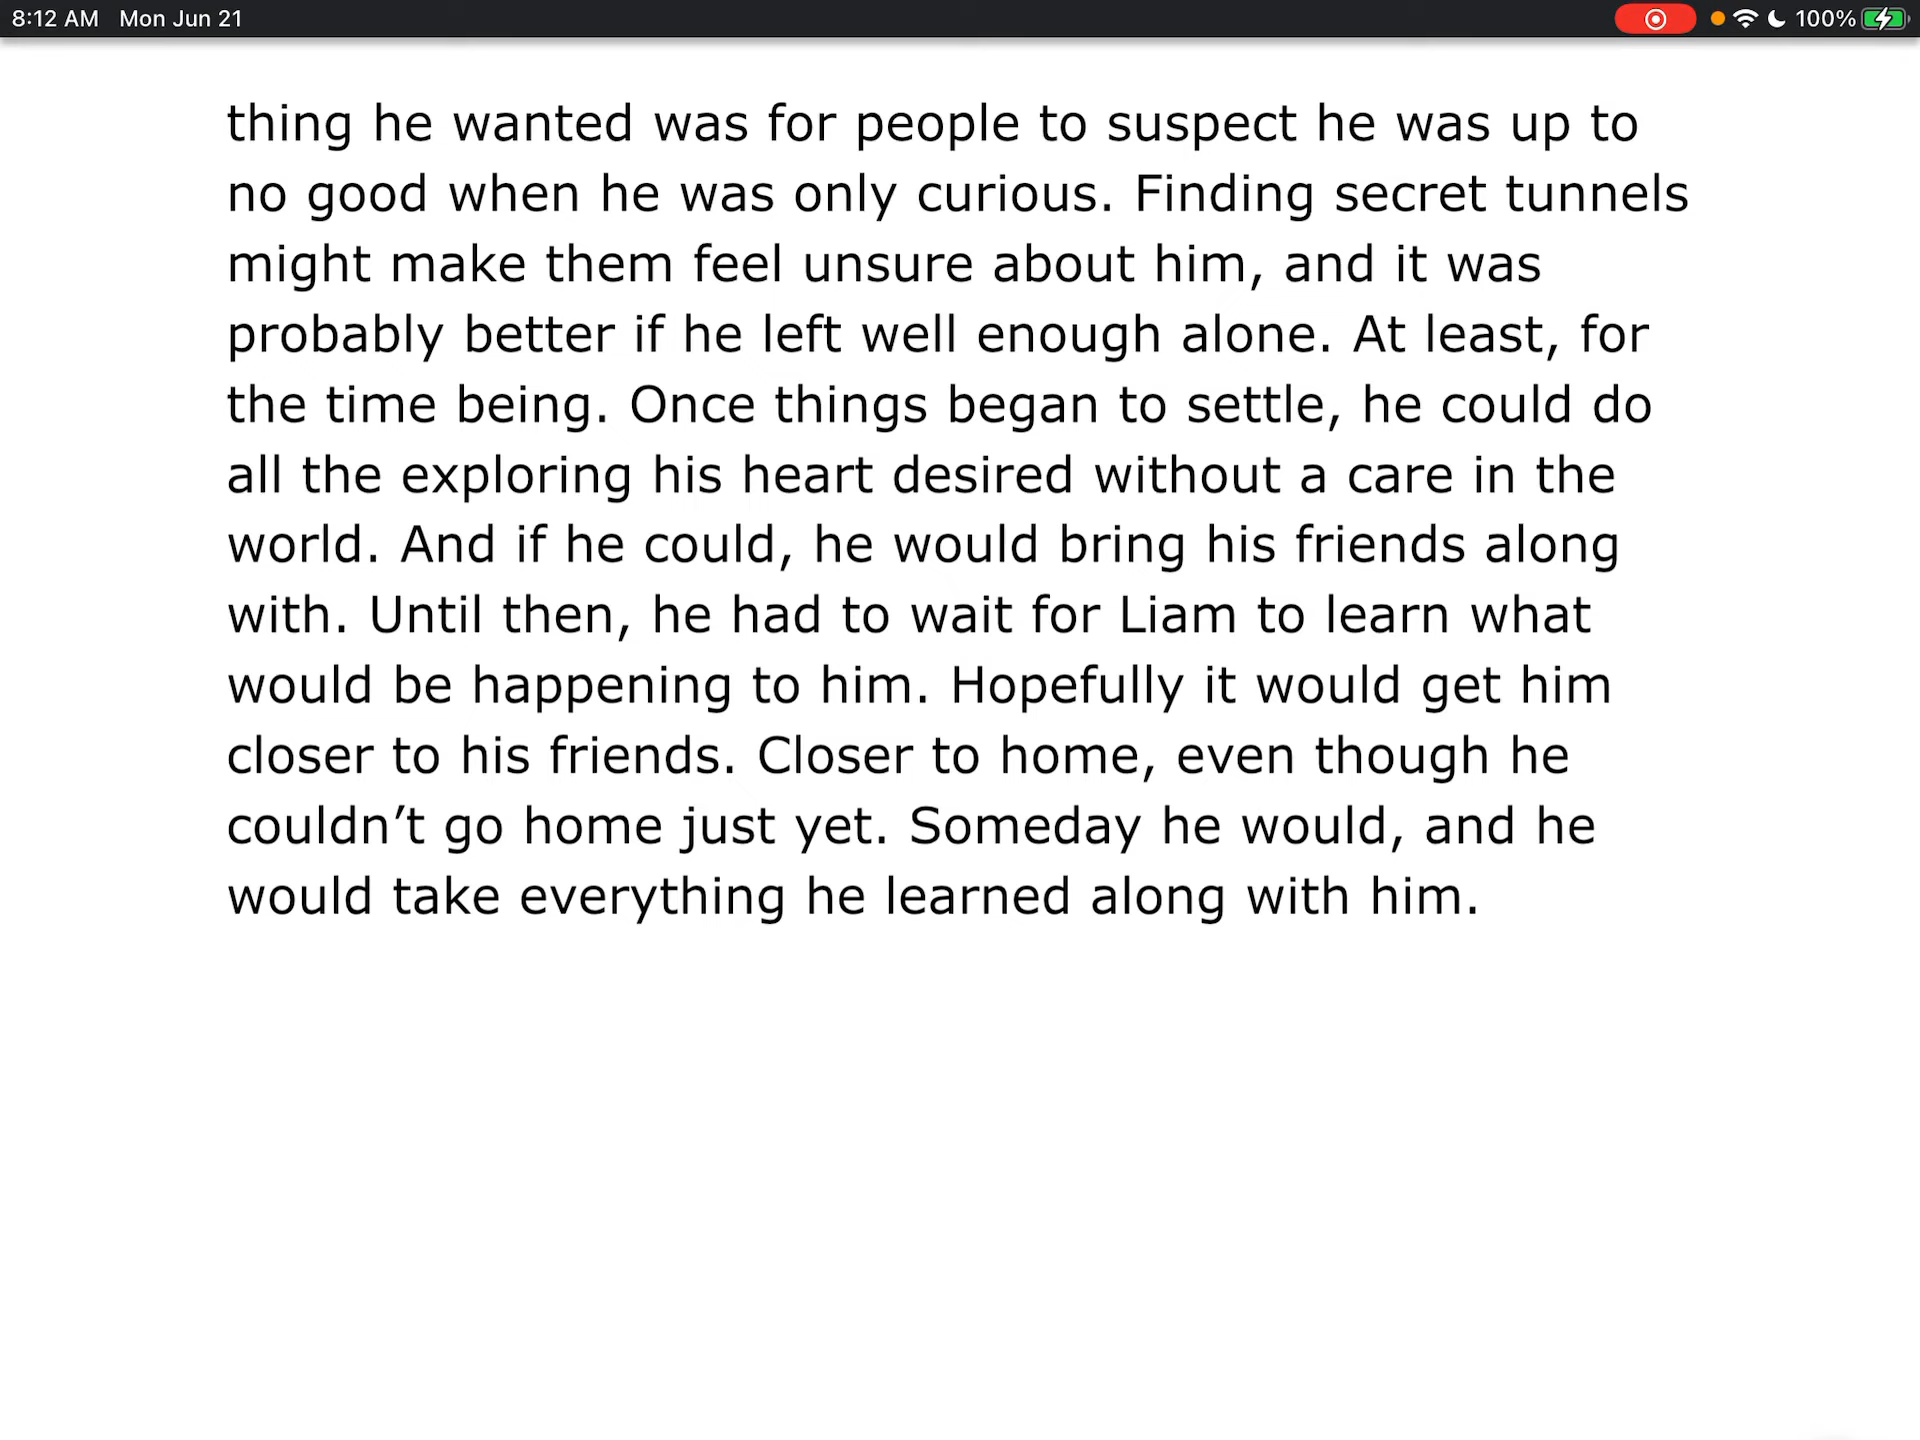 8:12 AM Mon Jun 21 100%
thing he wanted was for people to suspect he was up to
no good when he was only curious. Finding secret tunnels
might make them feel unsure about him, and it was
probably better if he left well enough alone. At least, for
the time being. Once things began to settle, he could do
all the exploring his heart desired without a care in the
world. And if he could, he would bring his friends along
with. Until then, he had to wait for Liam to learn what
would be happening to him. Hopefully it would get him
closer to his friends. Closer to home, even though he
couldn’t go home just yet. Someday he would, and he
would take everything he learned along with him.